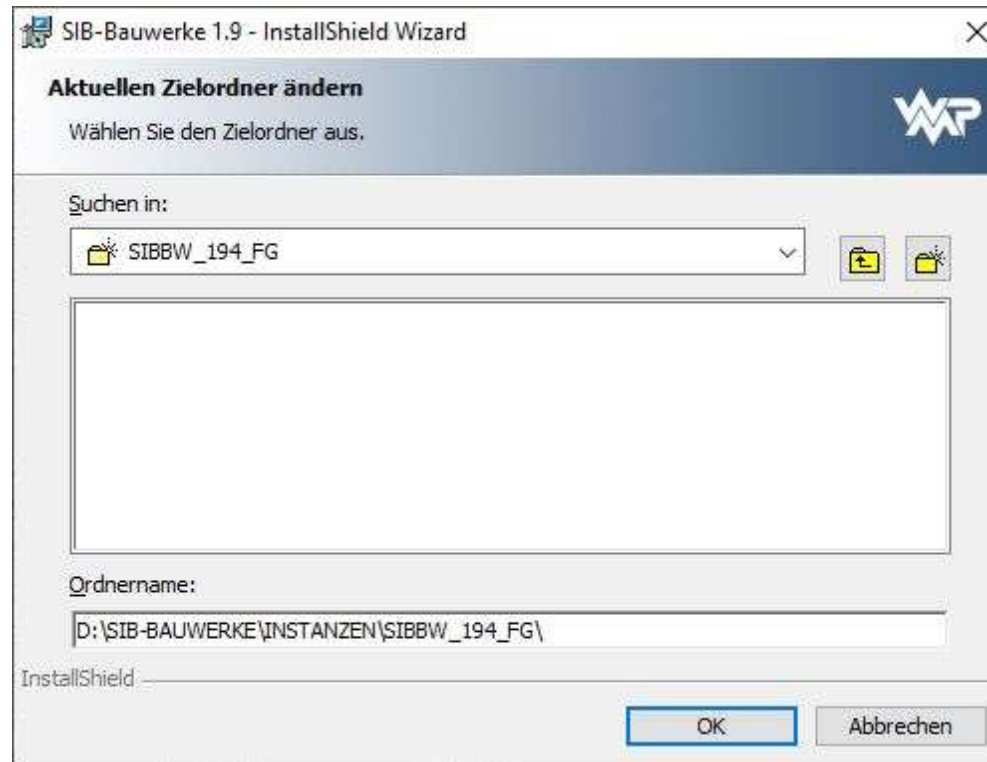 SIB-Bauwerke 1.9 - InstallShield Wizard
Aktuellen Zielordner ändern
Wählen Sie den Zielordner aus.
WMP
Suchen in:
SIBBW_194_FG
Ordnername:
D:\SIB-BAUWERKE\INSTANZEN\SIBBW_194_FG\
InstallShield
OK Abbrechen